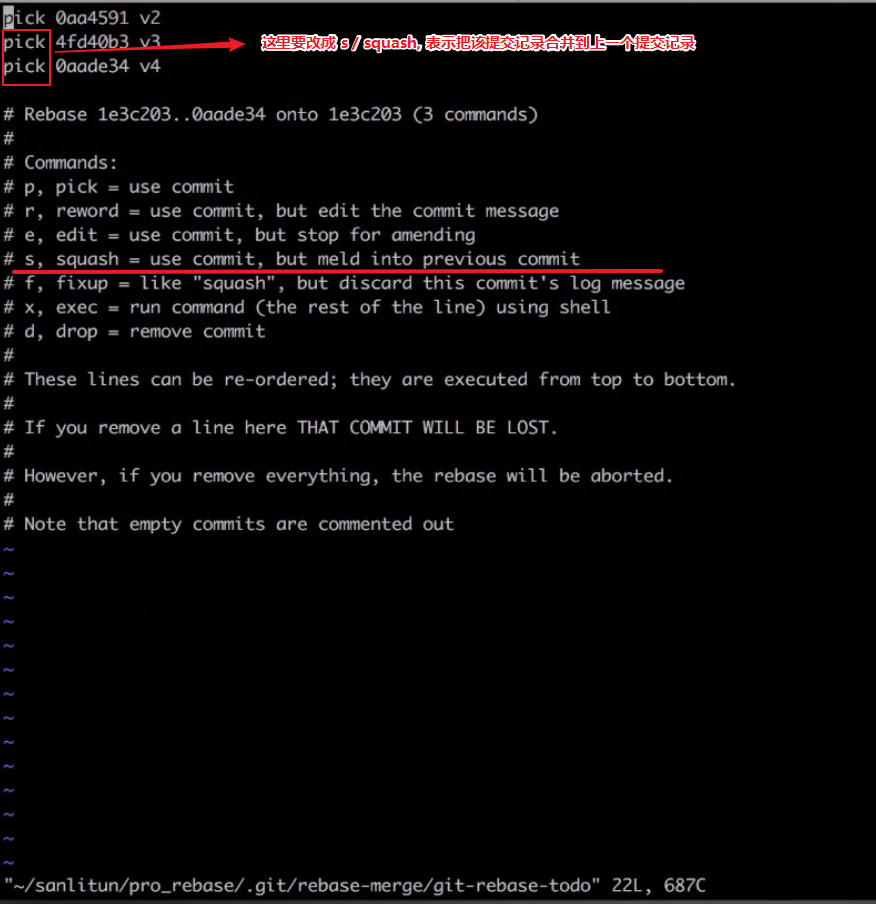 pick 0aa4591 v2
pick 4fd40b3 v3 这里要改成 s / squash, 表示把该提交记录合并到上一个提交记录
pick 0aade34 v4
# Rebase 1e3c203..0aade34 onto 1e3c203 (3 commands)
#
# Commands:
# p, pick = use commit
# r, reword = use commit, but edit the commit message
# e, edit = use commit, but stop for amending
# s, squash = use commit, but meld into previous commit
# f, fixup = like "squash", but discard this commit's log message
# x, exec = run command (the rest of the line) using shell
# d, drop = remove commit
#
# These lines can be re-ordered; they are executed from top to bottom.
#
# If you remove a line here THAT COMMIT WILL BE LOST.
#
# However, if you remove everything, the rebase will be aborted.
#
# Note that empty commits are commented out
~
~
~
~
~
~
~
~
~
~
~
~
~
~
"~/sanlitun/pro_rebase/.git/rebase-merge/git-rebase-todo" 22L, 687C